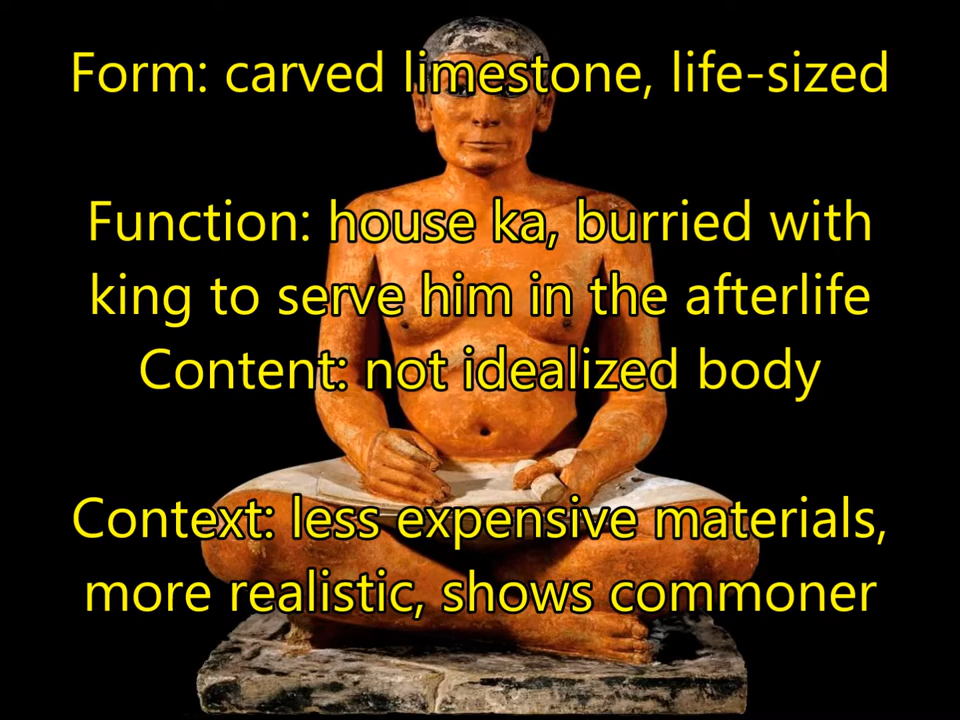 Form: carved limestone, life-sized
Function: house ka, burried with
king to serve him in the afterlife
Content: not idealized body
Context: less expensive materials,
more realistic, shows commoner